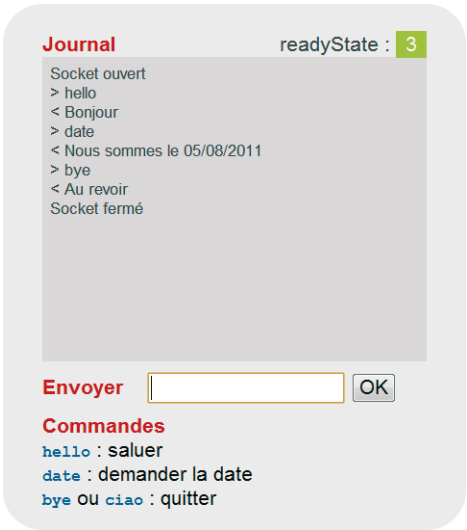 Journal readyState : 3
Socket ouvert
> hello
< Bonjour
> date
< Nous sommes le 05/08/2011
> bye
< Au revoir
Socket fermé
Envoyer OK
Commandes
hello : saluer
date : demander la date
bye ou ciao : quitter